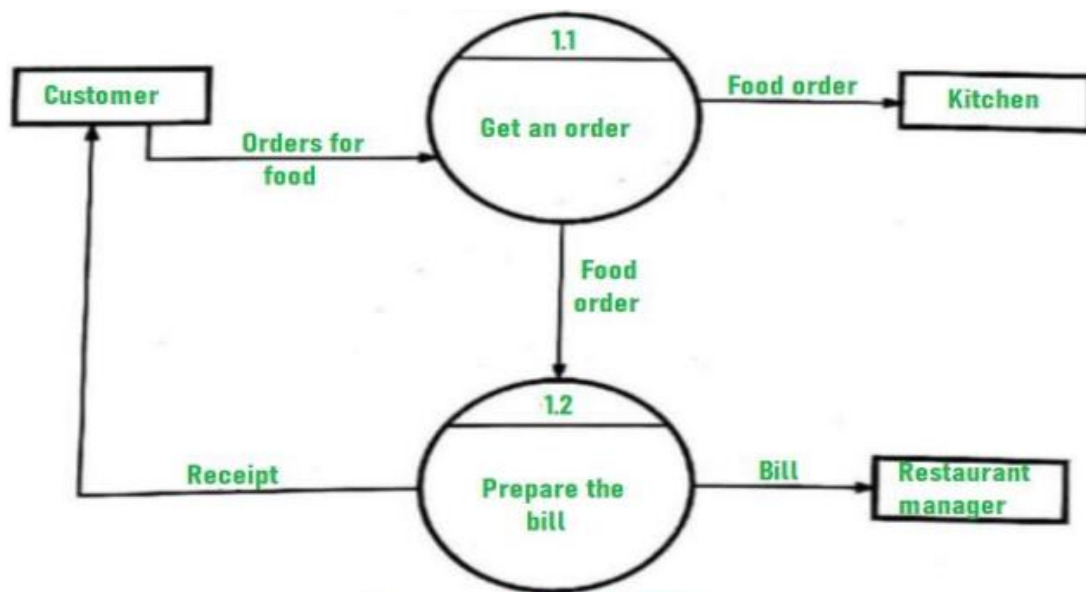 1.1
Customer
Food order
Kitchen
Get an order
Orders for
food
Food
order
1.2
Receipt
Prepare the
bill
Bill
Restaurant
manager